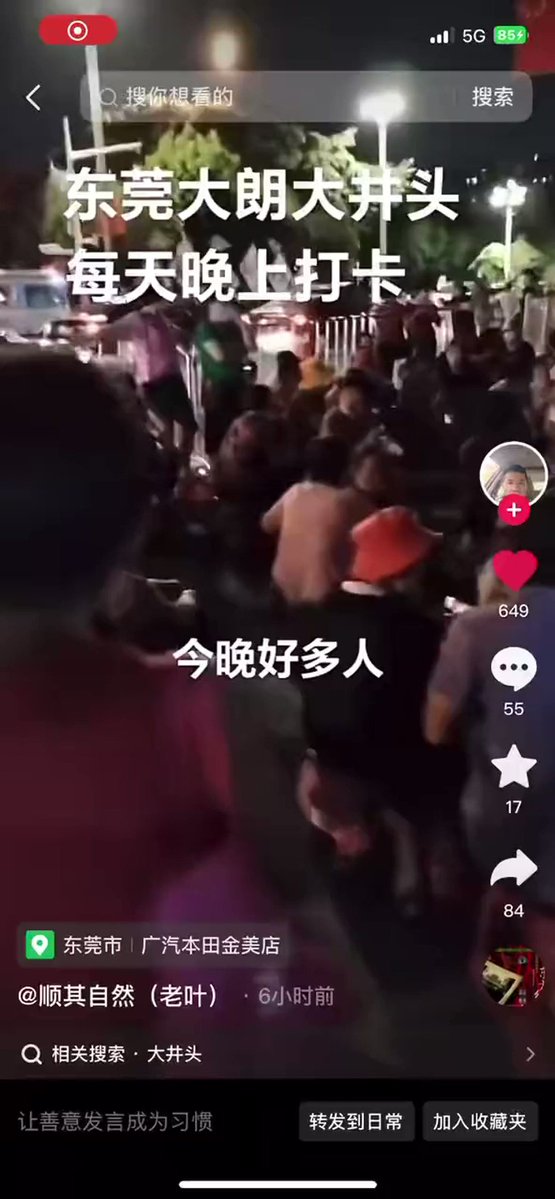 5G 85
搜你想看的 搜索
东莞大朗大井头
每天晚上打卡
649
今晚好多人
55
17
84
东莞市 广汽本田金美店
@顺其自然（老叶） · 6小时前
相关搜索 · 大井头
让善意发言成为习惯 转发到日常 加入收藏夹